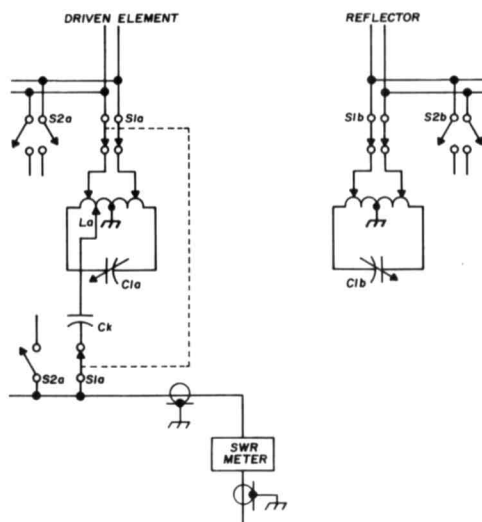 DRIVEN ELEMENT
REFLECTOR
S2a
S1a
S1b
S2b
La
C1a
C1b
Ck
S2a
S1a
SWR
METER